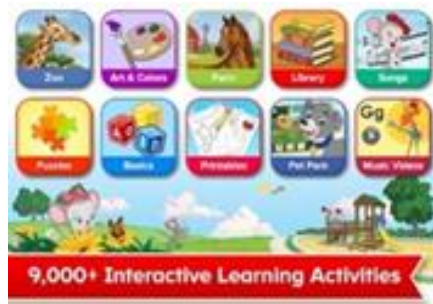 Zoo
Art & Colors
Farm
Library
Songs
Puzzles
Basics
Printables
Pet Park
Gg
Music Videos
9,000+ Interactive Learning Activities